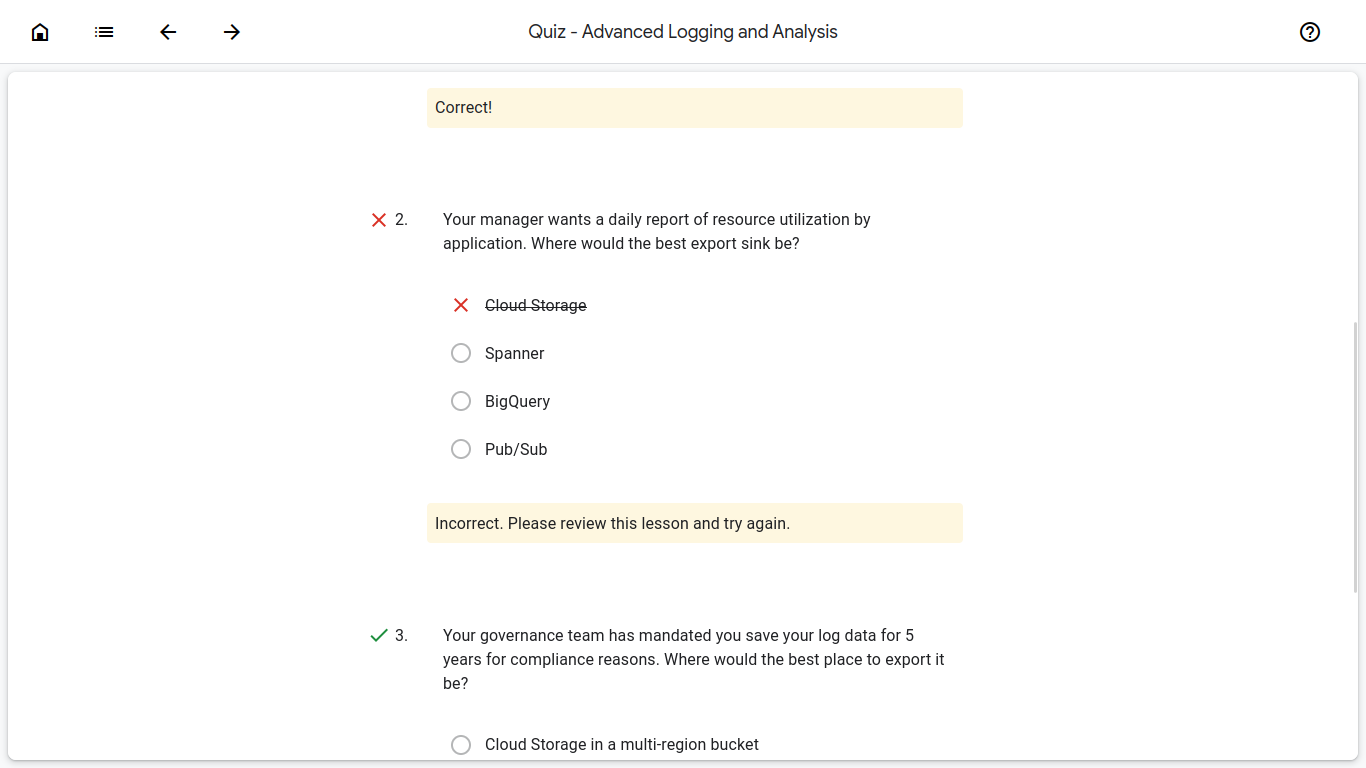 Quiz - Advanced Logging and Analysis
Correct!
2.
Your manager wants a daily report of resource utilization by
application. Where would the best export sink be?
Cloud Storage
Spanner
BigQuery
Pub/Sub
Incorrect. Please review this lesson and try again.
3.
Your governance team has mandated you save your log data for 5
years for compliance reasons. Where would the best place to export it
be?
Cloud Storage in a multi-region bucket